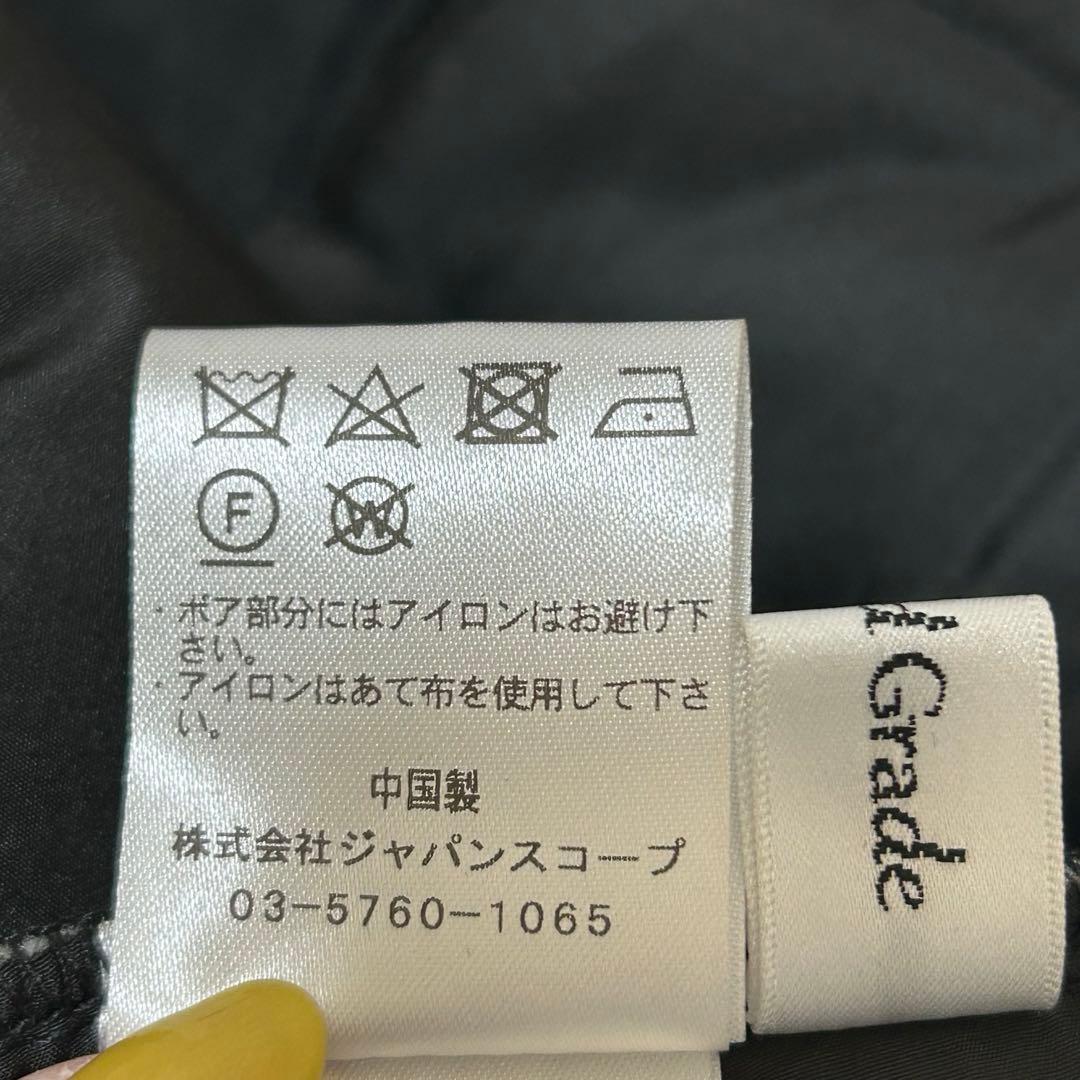 F W
・ボア部分にはアイロンはお避け下
さい。
・アイロンはあて布を使用して下さ
い。
中国製
株式会社ジャパンスコープ
03-5760-1065
Grade